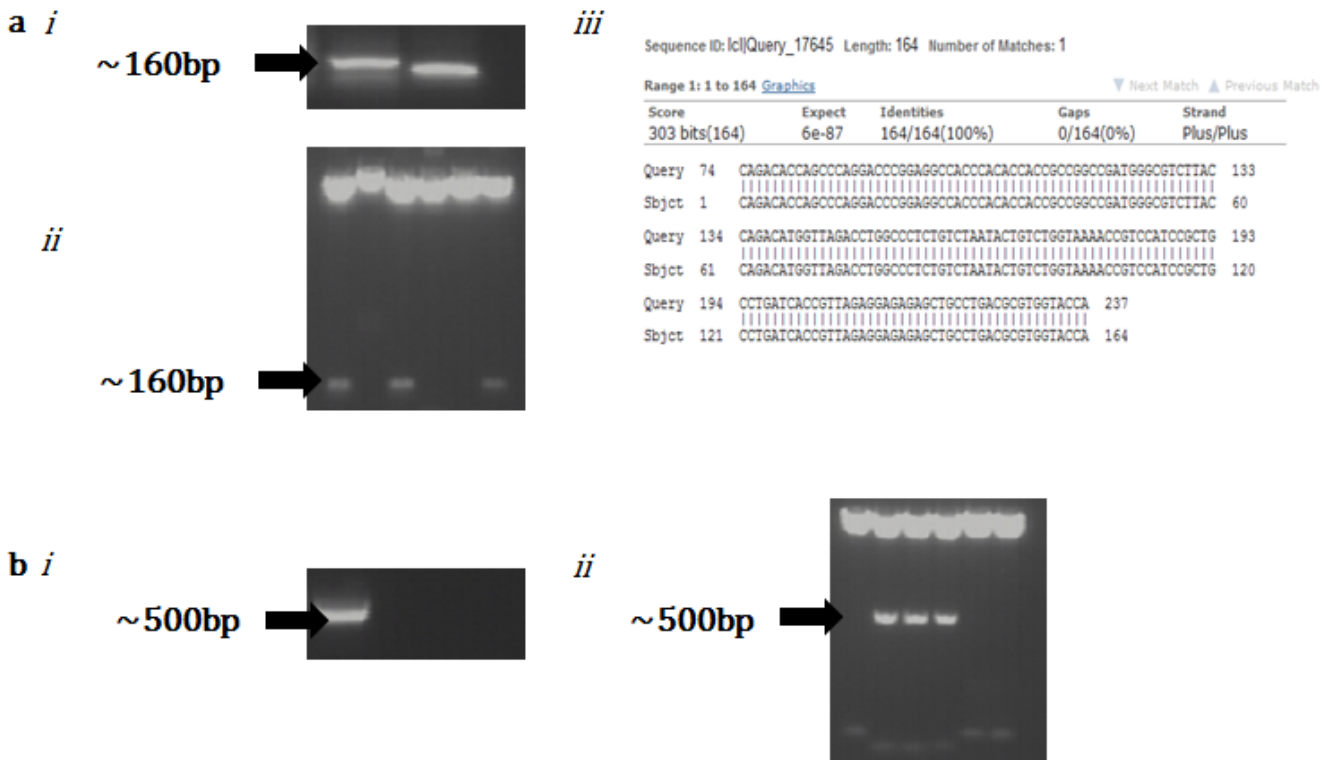 a i
~160bp
ii
~160bp
iii
Sequence ID: lcl|Query_17645 Length: 164 Number of Matches: 1
Range 1: 1 to 164 Graphics
Next Match Previous Match
Score Expect Identities Gaps Strand
303 bits(164) 6e-87 164/164(100%) 0/164(0%) Plus/Plus
Query 74 CAGACACCAGCCCAGGACCCGGAGGCCACCCACACCACCGCCGGCCGATGGGCGTCTTAC 133
Sbjct 1 CAGACACCAGCCCAGGACCCGGAGGCCACCCACACCACCGCCGGCCGATGGGCGTCTTAC 60
Query 134 CAGACATGGTTAGACCTGGCCCTCTGTCTAATACTGTCTGGTAAAAACCGTCCATCCGCTG 193
Sbjct 61 CAGACATGGTTAGACCTGGCCCTCTGTCTAATACTGTCTGGTAAAAACCGTCCATCCGCTG 120
Query 194 CCTGATCACCGTTAGAGGAGAGAGCTGCCTGACGCGTGGTACCA 237
Sbjct 121 CCTGATCACCGTTAGAGGAGAGAGCTGCCTGACGCGTGGTACCA 164
b i
~500bp
ii
~500bp